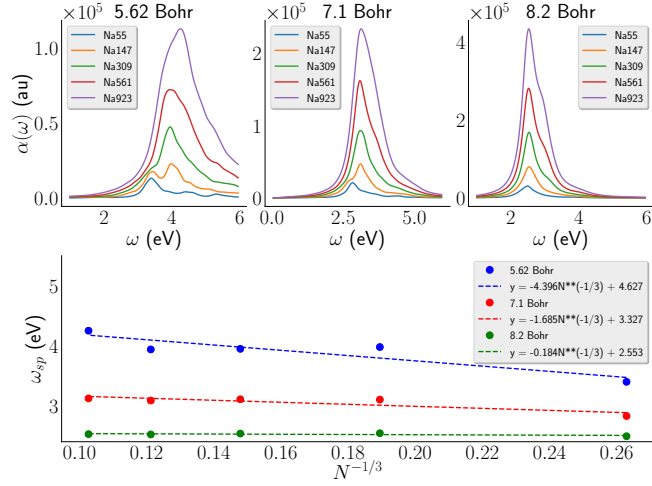 ×10⁵ 5.62 Bohr
1.0
0.5
0.0
α(ω) (au)
Na55
Na147
Na309
Na561
Na923
2 4 6
ω (eV)
×10⁵ 7.1 Bohr
2
1
0
Na55
Na147
Na309
Na561
Na923
0.0 2.5 5.0
ω (eV)
×10⁵ 8.2 Bohr
4
2
0
Na55
Na147
Na309
Na561
Na923
2 4 6
ω (eV)
5
4
3
ω_sp (eV)
5.62 Bohr
y = -4.396N**(-1/3) + 4.627
7.1 Bohr
y = -1.685N**(-1/3) + 3.327
8.2 Bohr
y = -0.184N**(-1/3) + 2.553
0.10 0.12 0.14 0.16 0.18 0.20 0.22 0.24 0.26
N^{-1/3}